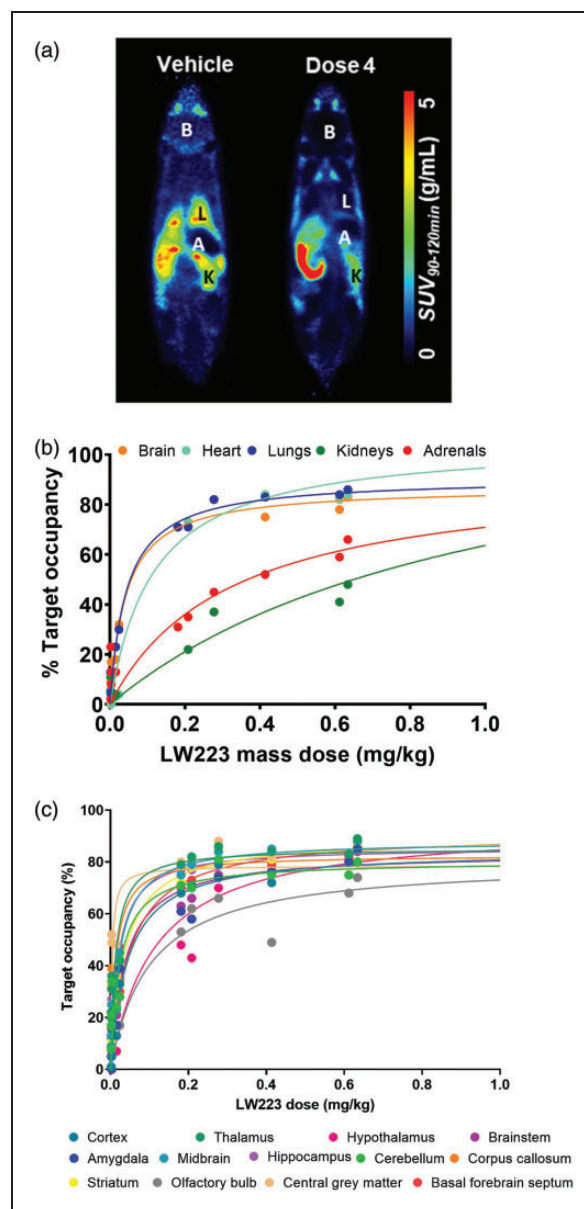 (a)
Vehicle Dose 4
B B
L L
A A
K K
0 SUV90-120min (g/mL) 5
(b)
Brain Heart Lungs Kidneys Adrenals
100
80
60
40
20
0
% Target occupancy
0.0 0.2 0.4 0.6 0.8 1.0
LW223 mass dose (mg/kg)
(c)
100
80
60
40
20
0
Target occupancy (%)
0.0 0.2 0.4 0.6 0.8 1.0
LW223 dose (mg/kg)
Cortex Thalamus Hypothalamus Brainstem
Amygdala Midbrain Hippocampus Cerebellum Corpus callosum
Striatum Olfactory bulb Central grey matter Basal forebrain septum